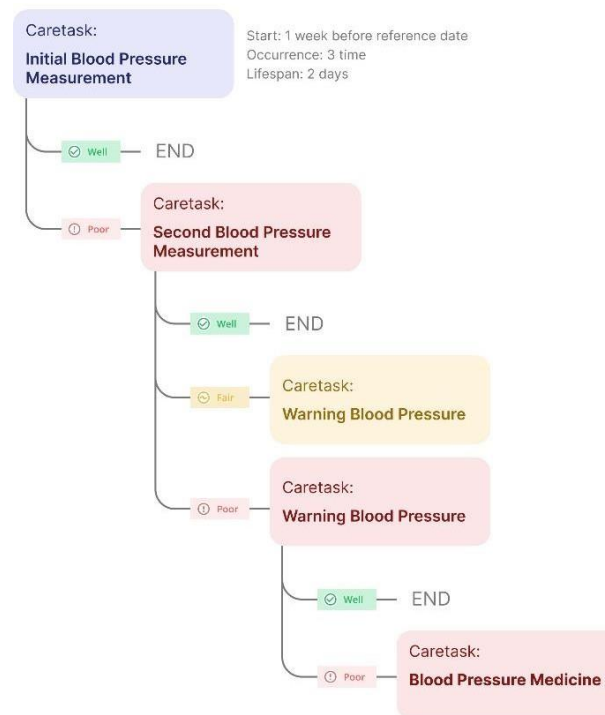 Caretask:
Initial Blood Pressure
Measurement
Start: 1 week before reference date
Occurrence: 3 time
Lifespan: 2 days
Well
END
Poor
Caretask:
Second Blood Pressure
Measurement
Well
END
Fair
Caretask:
Warning Blood Pressure
Poor
Caretask:
Warning Blood Pressure
Well
END
Poor
Caretask:
Blood Pressure Medicine